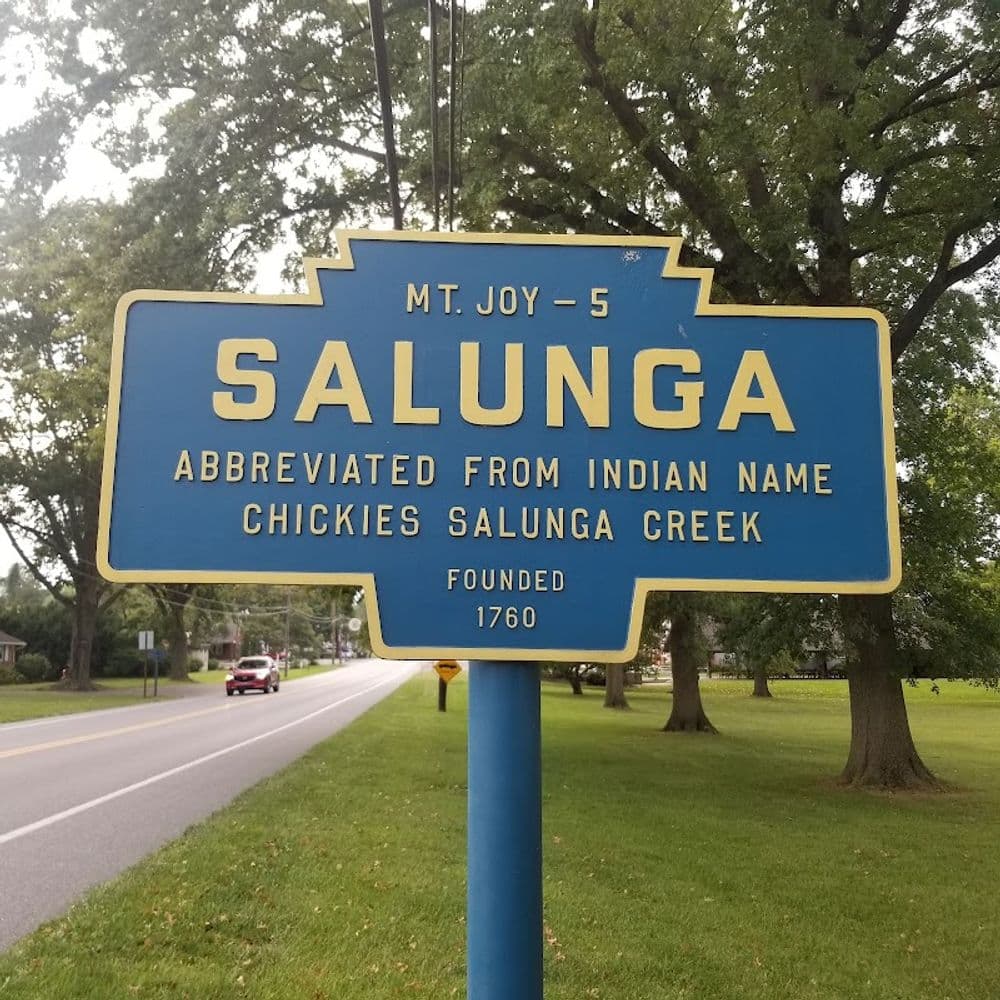 MT. JOY – 5
SALUNGA
ABBREVIATED FROM INDIAN NAME
CHICKIES SALUNGA CREEK
FOUNDED
1760